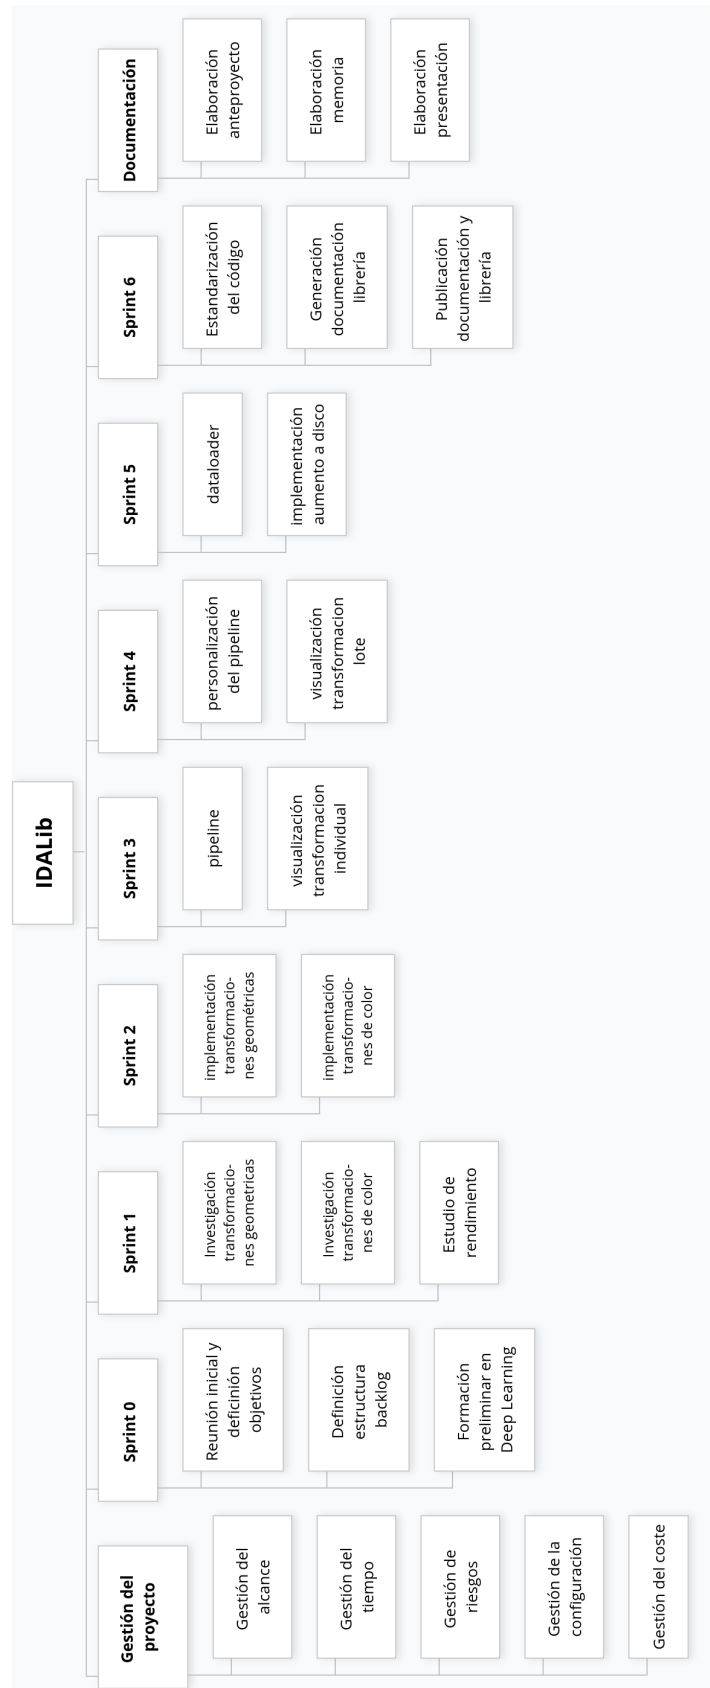 IDALib
Gestión del
proyecto
Gestión del
alcance
Gestión del
tiempo
Gestión de
riesgos
Gestión de la
configuración
Gestión del coste
Sprint 0
Reunión inicial y
deficinión
objetivos
Definición
estructura
backlog
Formación
preliminar en
Deep Learning
Sprint 1
Investigación
transformacio-
nes geometricas
Investigación
transformacio-
nes de color
Estudio de
rendimiento
Sprint 2
implementación
transformacio-
nes geométricas
implementación
transformacio-
nes de color
Sprint 3
pipeline
visualización
transformacion
individual
Sprint 4
personalización
del pipeline
visualización
transformacion
lote
Sprint 5
dataloader
implementación
aumento a disco
Sprint 6
Estandarización
del código
Generación
documentación
librería
Publicación
documentación y
librería
Documentación
Elaboración
anteproyecto
Elaboración
memoria
Elaboración
presentación